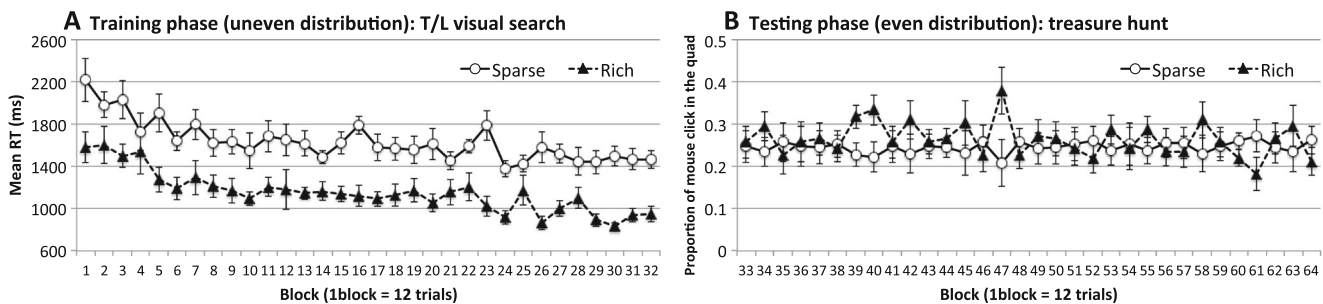 A Training phase (uneven distribution): T/L visual search
2600
2200
1800
1400
1000
600
Mean RT (ms)
Sparse Rich
1 2 3 4 5 6 7 8 9 10 11 12 13 14 15 16 17 18 19 20 21 22 23 24 25 26 27 28 29 30 31 32
Block (1block = 12 trials)
B Testing phase (even distribution): treasure hunt
0.5
0.4
0.3
0.2
0.1
0
Proportion of mouse click in the quad
Sparse Rich
33 34 35 36 37 38 39 40 41 42 43 44 45 46 47 48 49 50 51 52 53 54 55 56 57 58 59 60 61 62 63 64
Block (1block = 12 trials)